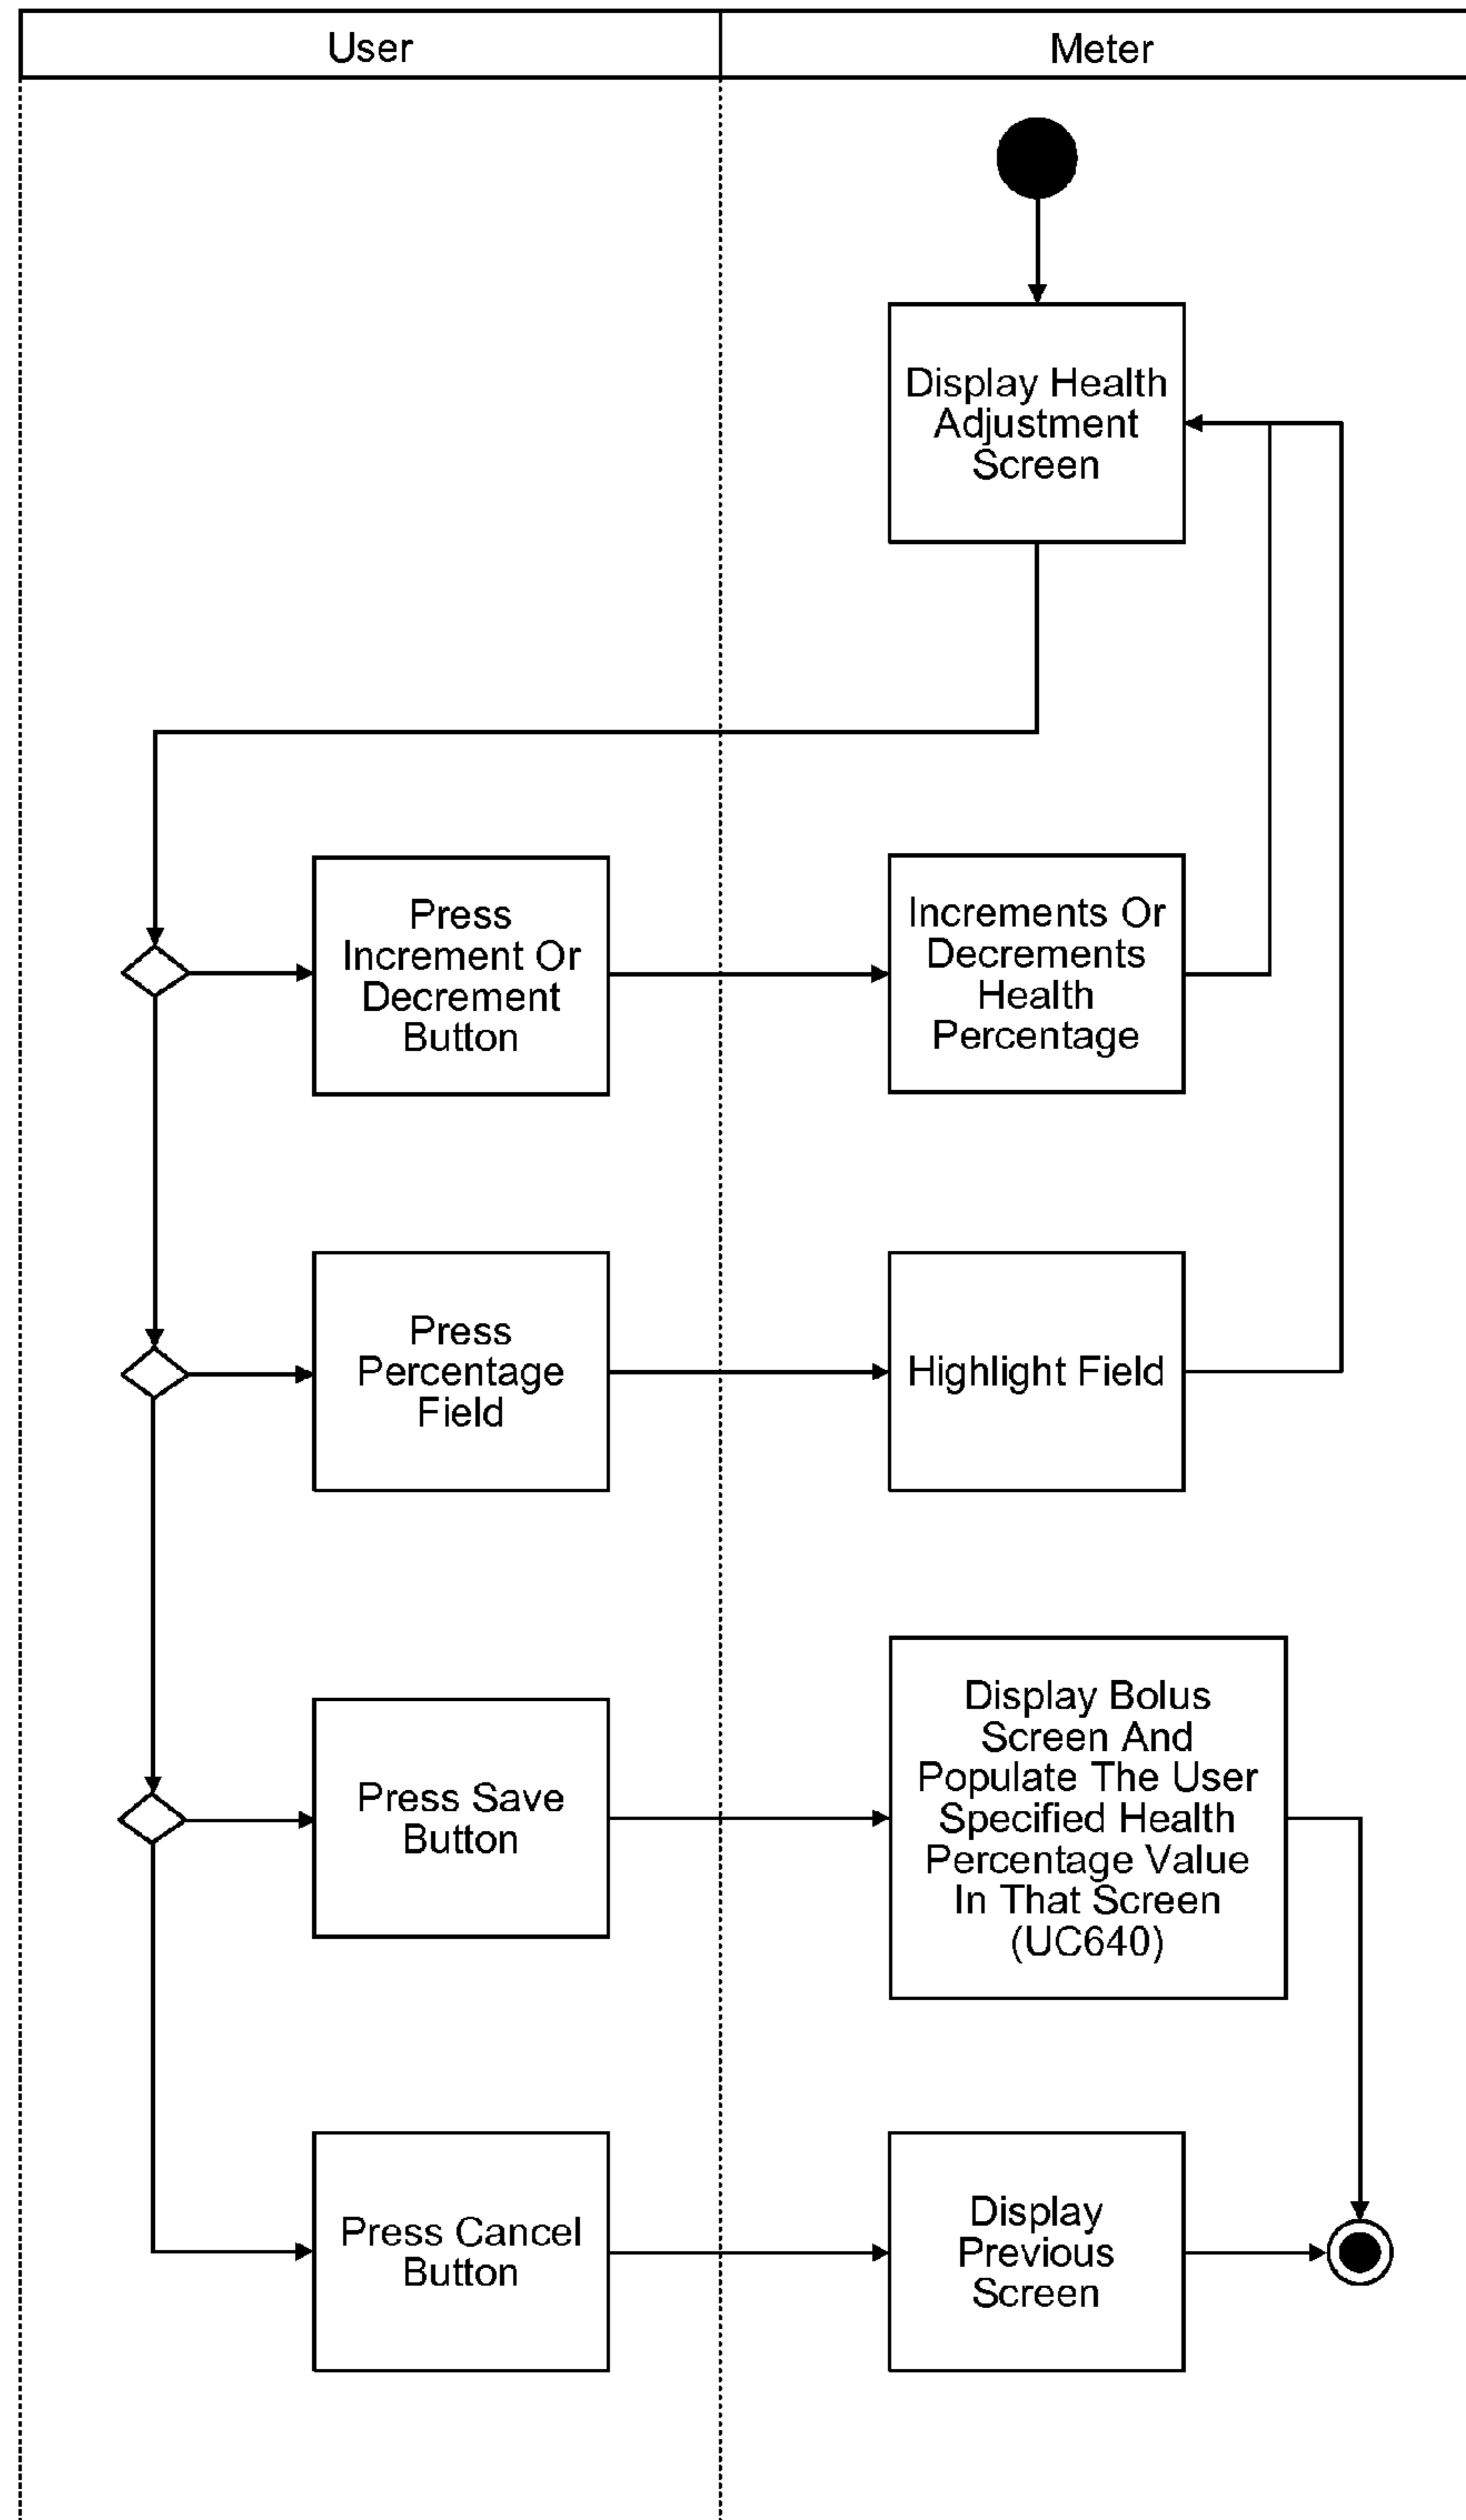 User
Meter
Display Health
Adjustment
Screen
Press
Increment Or
Decrement
Button
Increments Or
Decrements
Health
Percentage
Press
Percentage
Field
Highlight Field
Press Save
Button
Display Bolus
Screen And
Populate The User
Specified Health
Percentage Value
In That Screen
(UC640)
Press Cancel
Button
Display
Previous
Screen